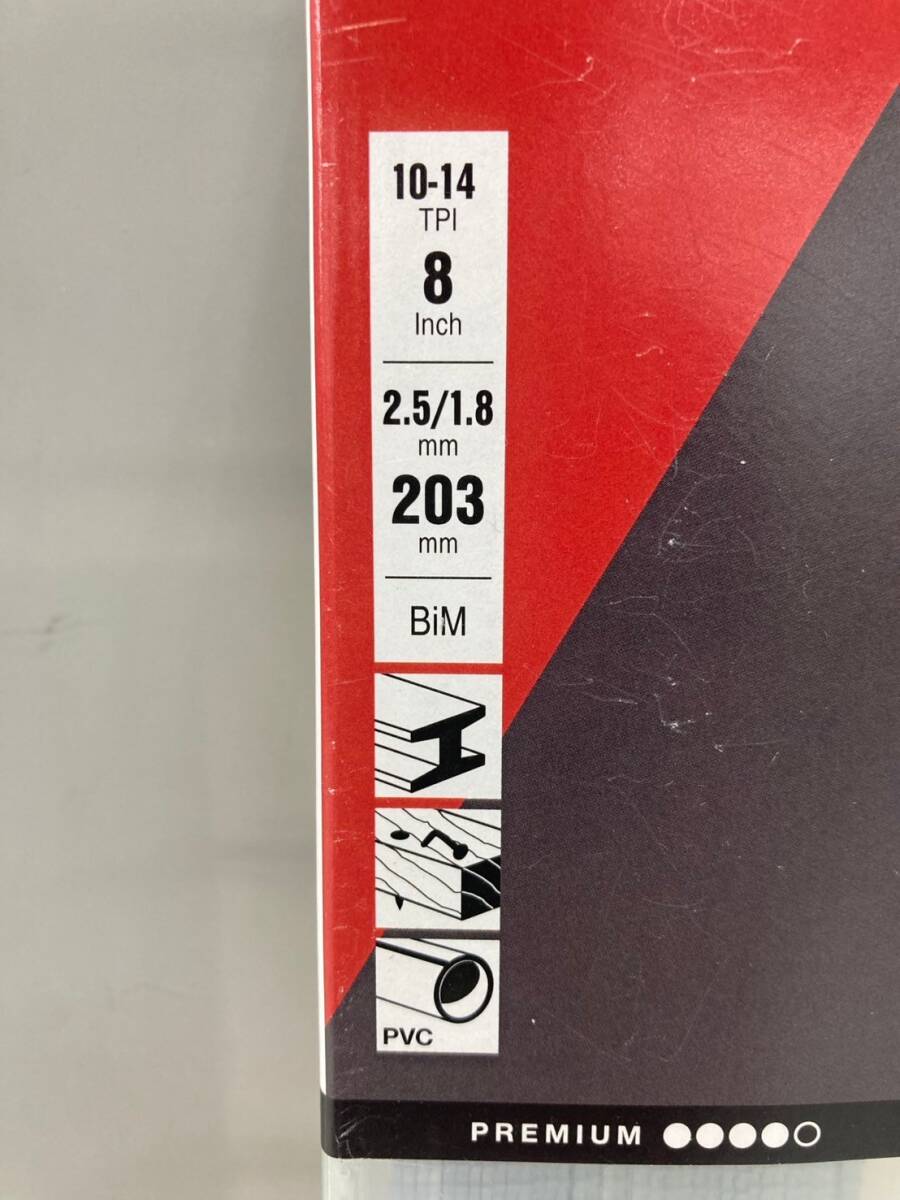 10-14
TPI
8
Inch
2.5/1.8
mm
203
mm
BiM
PVC
PREMIUM